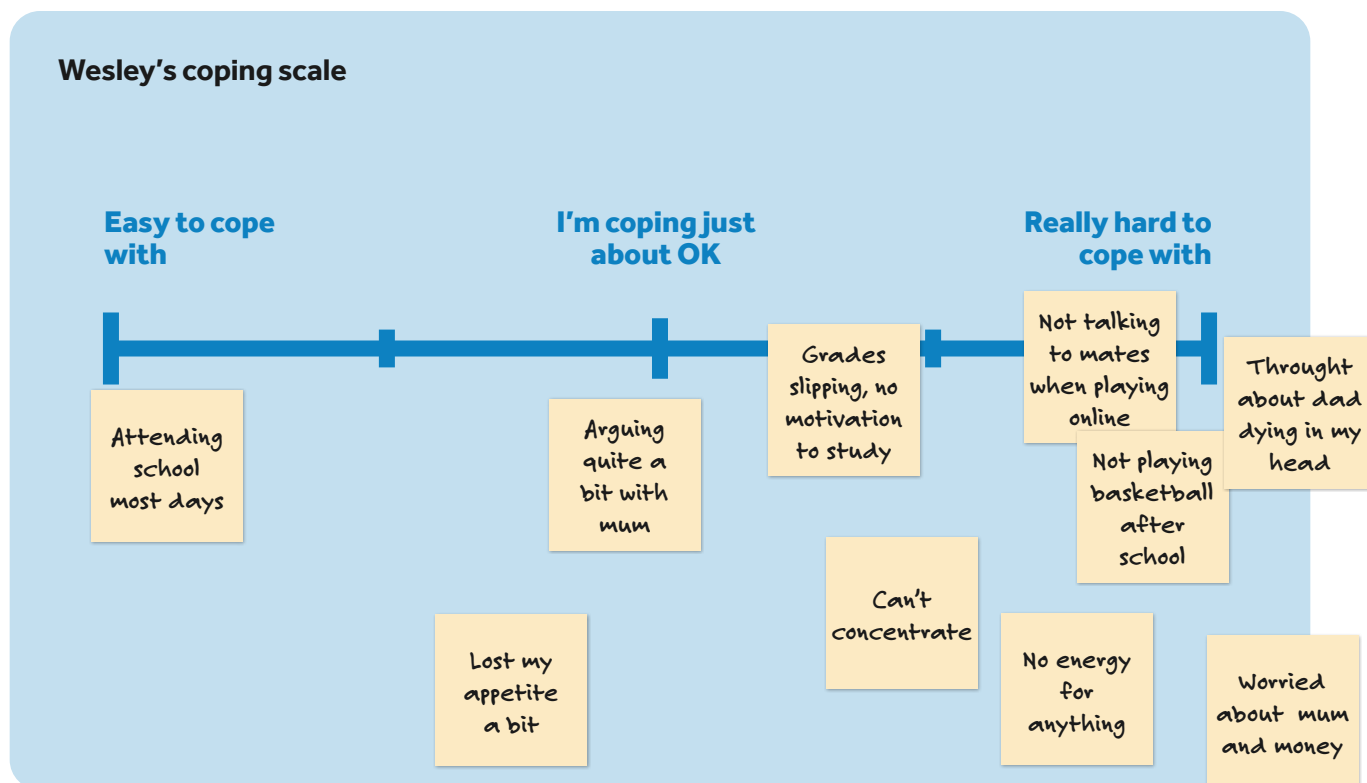 Wesley’s coping scale
Easy to cope
with
I’m coping just
about OK
Really hard to
cope with
Attending
school
most days
Arguing
quite a
bit with
mum
Grades
slipping, no
motivation
to study
Not talking
to mates
when playing
online
Throught
about dad
dying in my
head
Not playing
basketball
after
school
Lost my
appetite
a bit
Can't
concentrate
No energy
for
anything
Worried
about mum
and money